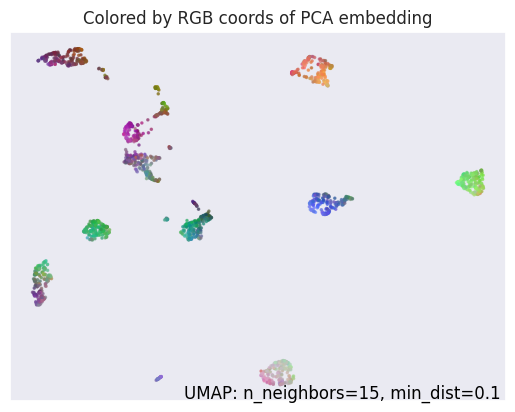 Colored by RGB coords of PCA embedding
UMAP: n_neighbors=15, min_dist=0.1